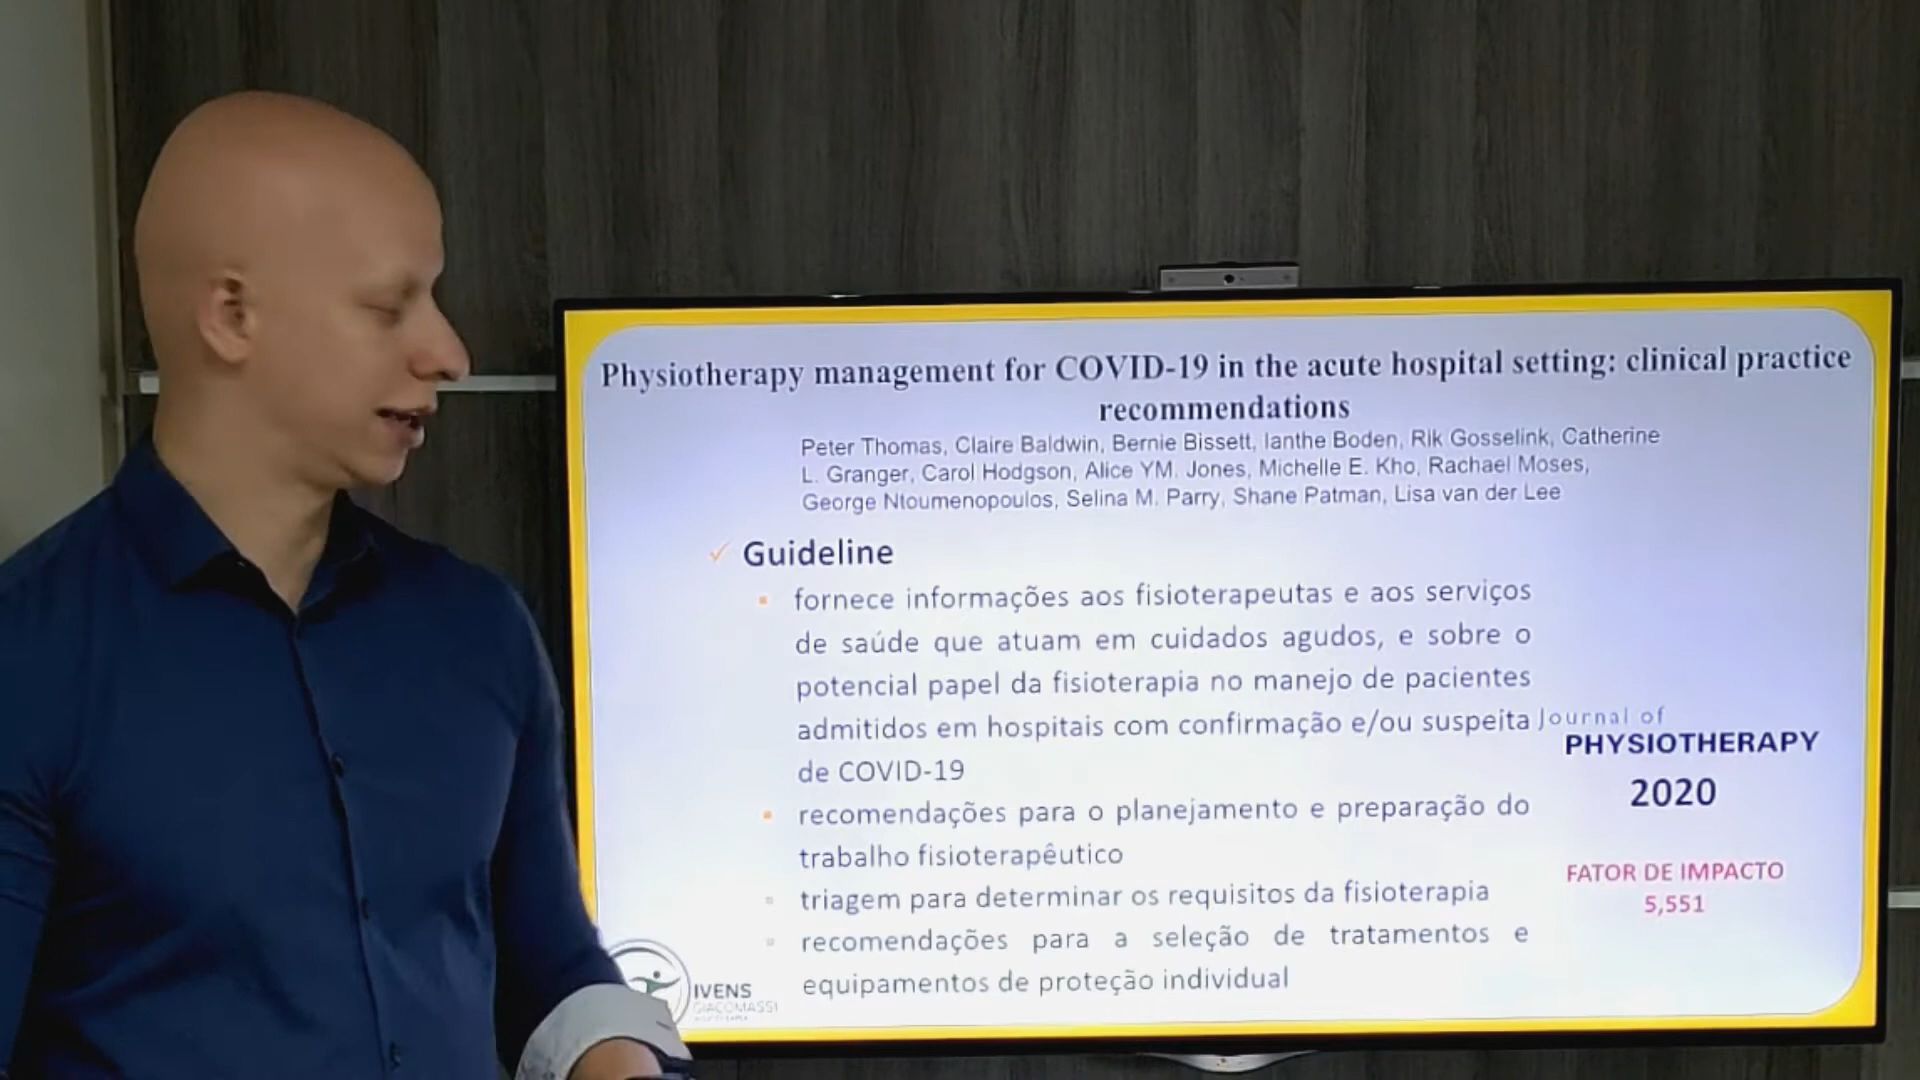 Physiotherapy management for COVID-19 in the acute hospital setting: clinical practice
recommendations
Peter Thomas, Claire Baldwin, Bernie Bissett, Ianthe Boden, Rik Gosselink, Catherine
L. Granger, Carol Hodgson, Alice YM. Jones, Michelle E. Kho, Rachael Moses,
George Ntoumenopoulos, Selina M. Parry, Shane Patman, Lisa van der Lee
✓ Guideline
▪ fornece informações aos fisioterapeutas e aos serviços
de saúde que atuam em cuidados agudos, e sobre o
potencial papel da fisioterapia no manejo de pacientes
admitidos em hospitais com confirmação e/ou suspeita
de COVID-19
▪ recomendações para o planejamento e preparação do
trabalho fisioterapêutico
▫ triagem para determinar os requisitos da fisioterapia
▫ recomendações para a seleção de tratamentos e
equipamentos de proteção individual
Journal of
PHYSIOTHERAPY
2020
FATOR DE IMPACTO
5,551
IVENS
GIACOMASSI